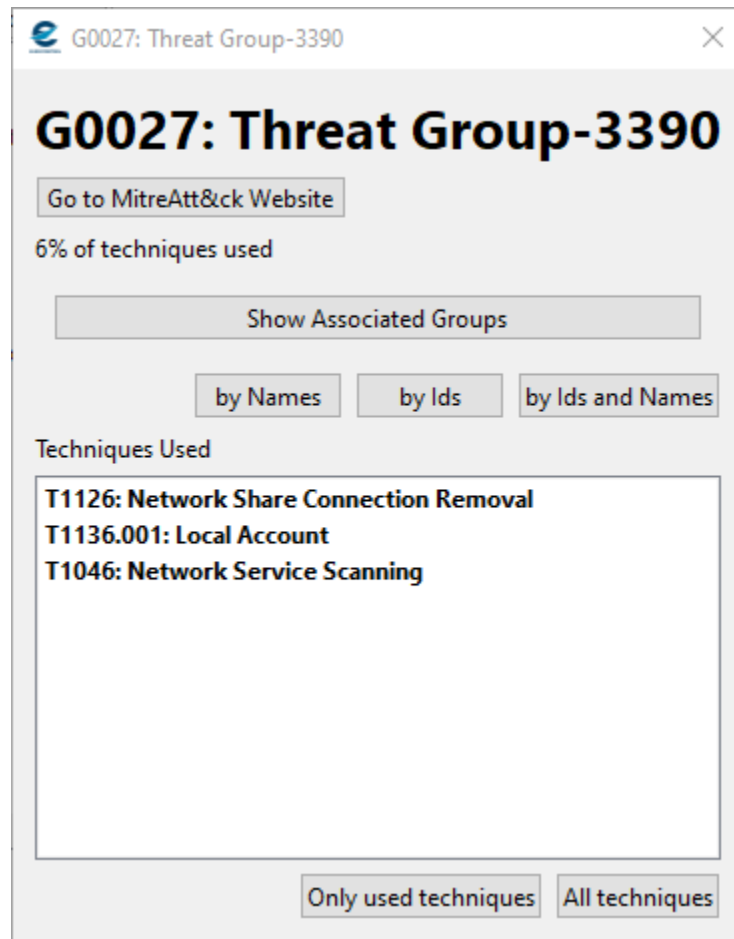 G0027: Threat Group-3390
G0027: Threat Group-3390
Go to MitreAtt&ck Website
6% of techniques used
Show Associated Groups
by Names by Ids by Ids and Names
Techniques Used
T1126: Network Share Connection Removal
T1136.001: Local Account
T1046: Network Service Scanning
Only used techniques All techniques